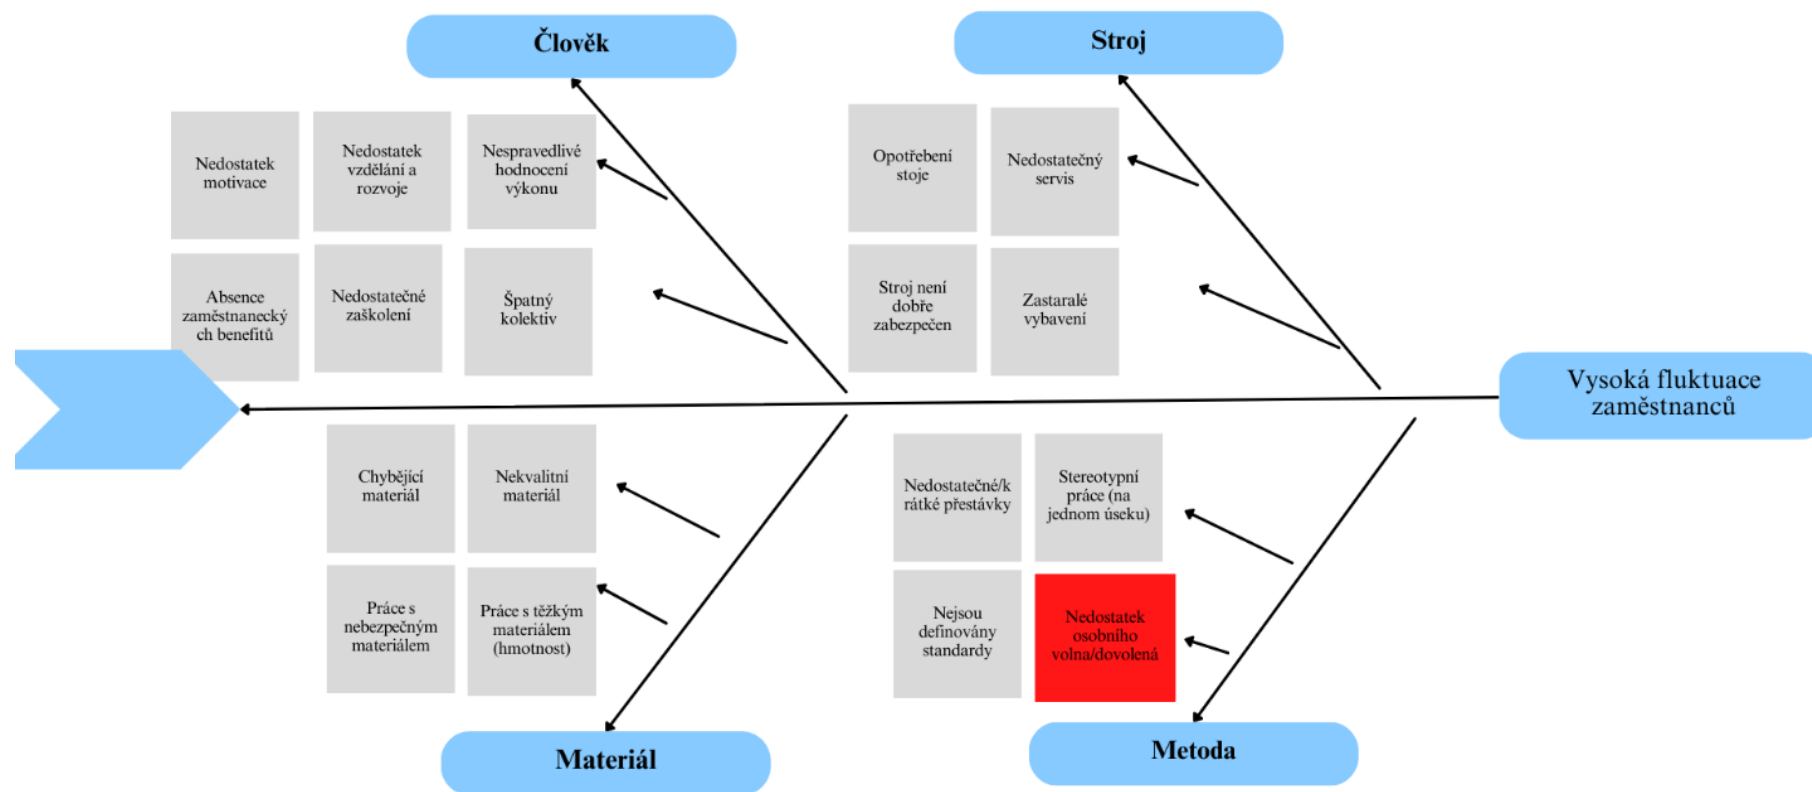 Člověk
Stroj
Nedostatek
motivace
Nedostatek
vzdělání a
rozvoje
Nespravedlivé
hodnocení
výkonu
Opotřebení
stoje
Nedostatečný
servis
Absence
zaměstnanecký
ch benefitů
Nedostatečné
zaškolení
Špatný
kolektiv
Stroj není
dobře
zabezpečen
Zastaralé
vybavení
Vysoká fluktuace
zaměstnanců
Chybějící
materiál
Nekvalitní
materiál
Nedostatečné/k
rátké přestávky
Stereotypní
práce (na
jednom úseku)
Práce s
nebezpečným
materiálem
Práce s těžkým
materiálem
(hmotnost)
Nejsou
definovány
standardy
Nedostatek
osobního
volna/dovolená
Materiál
Metoda